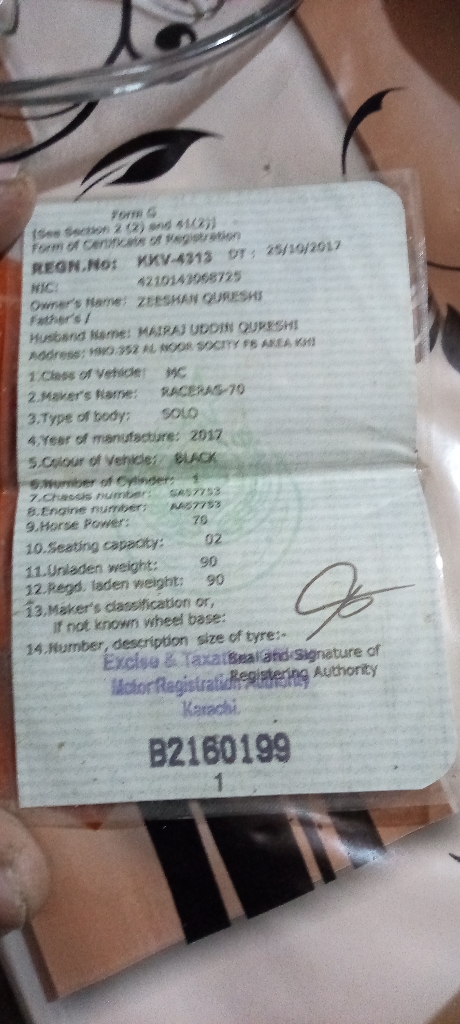 Form G
(See Section 2 (2) and 41(2))
Form of Certificate of Registration
REGN.No: KKV-4313 DT : 25/10/2017
NIC: 4210143068725
Owner's Name: ZEESHAN QURESHI
Father's /
Husband Name: MAIRAJ UDDIN QURESHI
Address: HNO 352 AL NOOR SOCITY FB AREA KHI
1.Class of Vehicle: MC
2.Maker's Name: RACERAS-70
3.Type of body: SOLO
4.Year of manufacture: 2017
5.Colour of Vehicle: BLACK
6.Number of Cylinder: 1
7.Chassis number: SA57753
8.Engine number: AA57753
9.Horse Power: 70
10.Seating capacity: 02
11.Unladen weight: 90
12.Regd. laden weight: 90
13.Maker's classification or,
if not known wheel base:
14.Number, description size of tyre:-
Excise & Taxation
Seal and Signature of
Motor Registration Authority
Registering Authority
Karachi.
B2160199
1